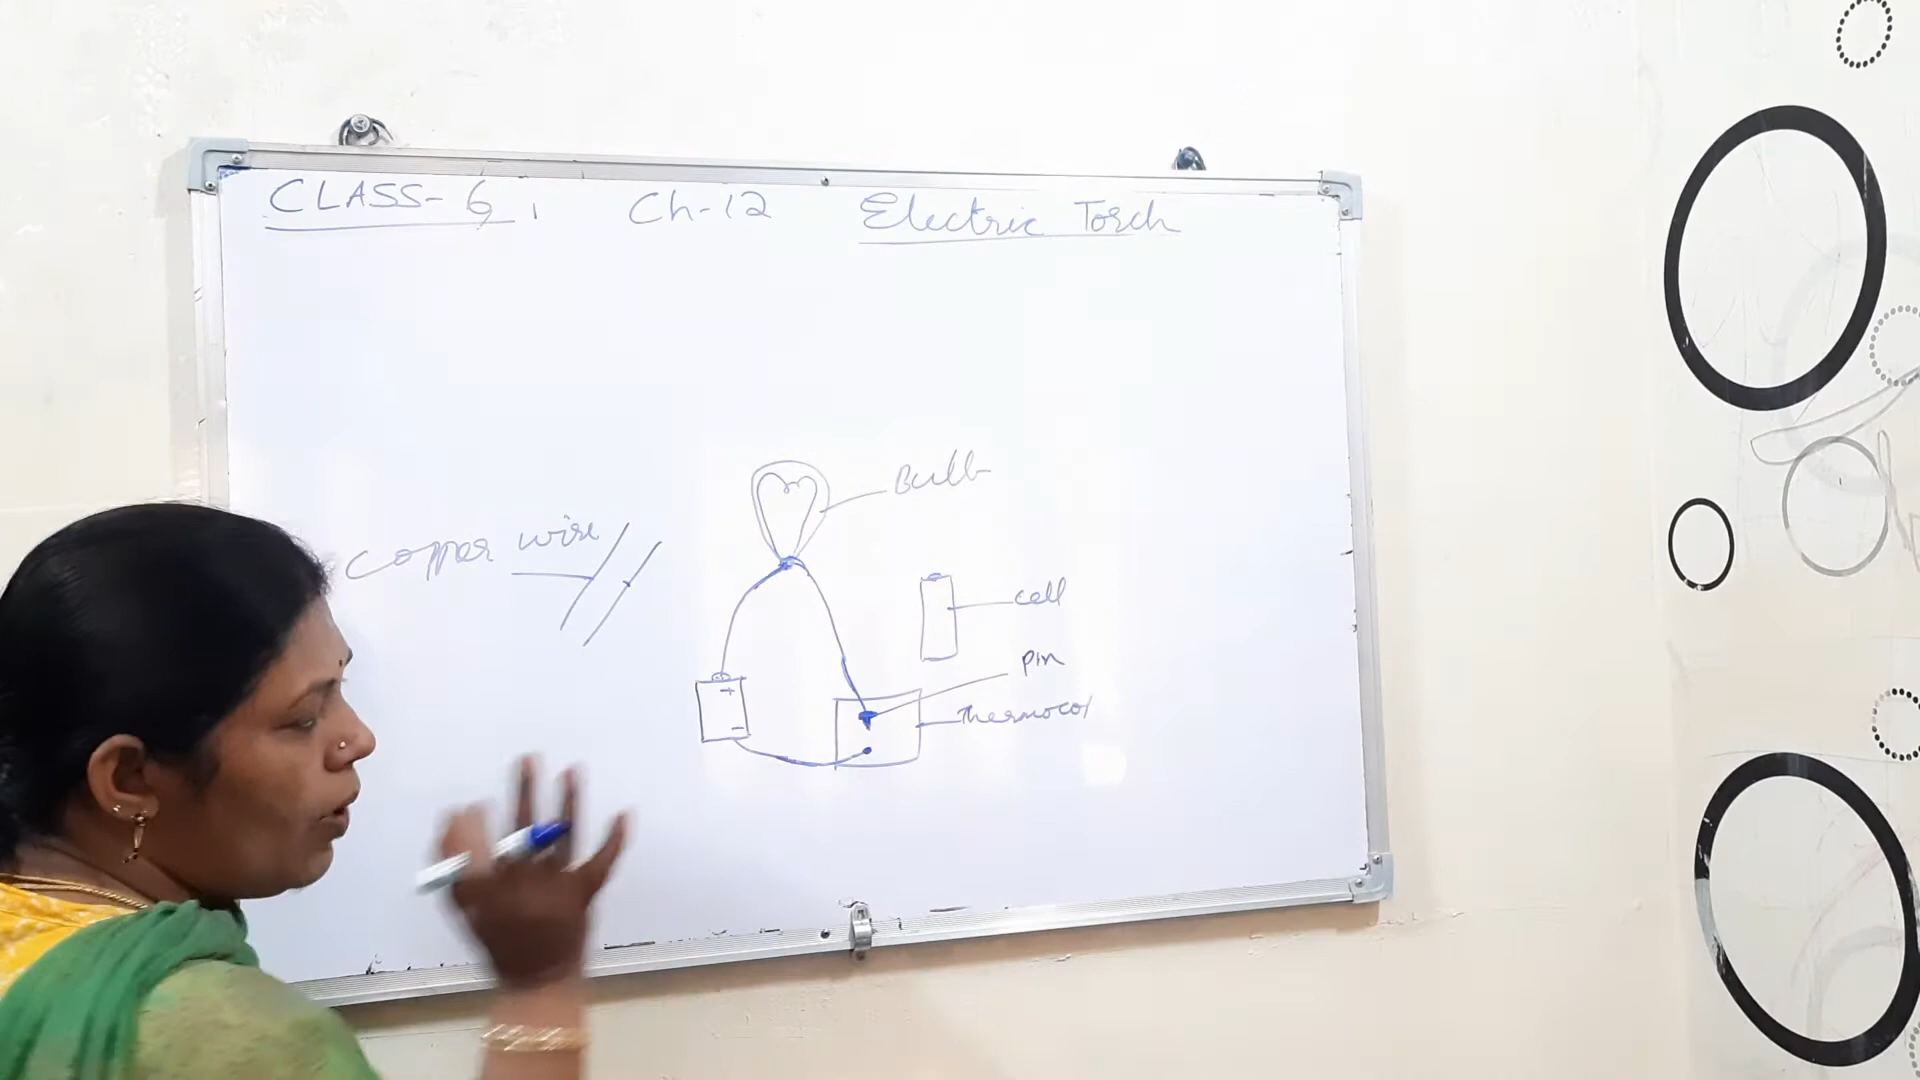 CLASS-6, Ch-12 Electric Torch
Bulb
Copper wire
cell
pin
+
Thermocol
-